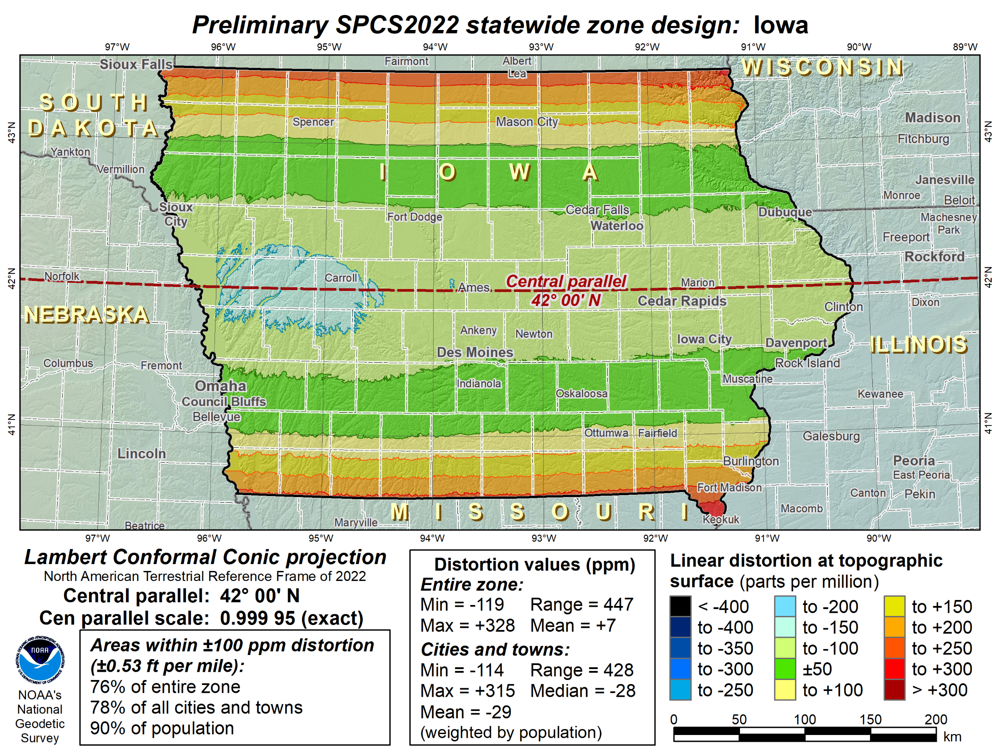 Preliminary SPCS2022 statewide zone design: Iowa
97°W 96°W 95°W 94°W 93°W 92°W 91°W 90°W 89°W
Sioux Falls
Fairmont
Albert
Lea
WISCONSIN
SOUTH
DAKOTA
Madison
43°N
43°N
Spencer
Mason City
Fitchburg
Yankton
Vermillion
I O W A
Janesville
Monroe
Beloit
Sioux
City
Fort Dodge
Cedar Falls
Waterloo
Dubuque
Machesney
Park
Freeport
Rockford
42°N
42°N
Norfolk
Carroll
Ames
Central parallel
42° 00' N
Marion
Cedar Rapids
Clinton
Dixon
NEBRASKA
Ankeny
Newton
Iowa City
Davenport
ILLINOIS
Des Moines
Columbus
Fremont
Rock Island
Omaha
Indianola
Muscatine
Oskaloosa
Kewanee
Council Bluffs
Bellevue
41°N
41°N
Ottumwa
Fairfield
Galesburg
Lincoln
Burlington
Peoria
East Peoria
Fort Madison
Canton
Pekin
MISSOURI
Macomb
Beatrice
Maryville
Keokuk
97°W 96°W 95°W 94°W 93°W 92°W 91°W 90°W
Lambert Conformal Conic projection
North American Terrestrial Reference Frame of 2022
Central parallel: 42° 00' N
Cen parallel scale: 0.999 95 (exact)
NATIONAL OCEANIC AND ATMOSPHERIC ADMINISTRATION
NOAA
U.S. DEPARTMENT OF COMMERCE
NOAA's
National
Geodetic
Survey
Areas within ±100 ppm distortion
(±0.53 ft per mile):
76% of entire zone
78% of all cities and towns
90% of population
Distortion values (ppm)
Entire zone:
Min = -119 Range = 447
Max = +328 Mean = +7
Cities and towns:
Min = -114 Range = 428
Max = +315 Median = -28
Mean = -29
(weighted by population)
Linear distortion at topographic
surface (parts per million)
< -400
to -400
to -350
to -300
to -250
to -200
to -150
to -100
±50
to +100
to +150
to +200
to +250
to +300
> +300
0 50 100 150 200
km